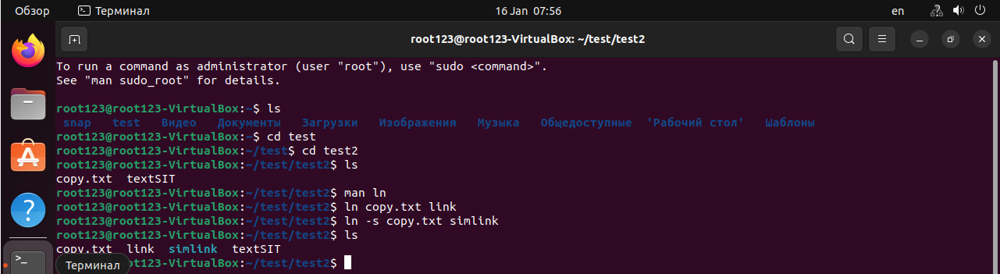 Обзор Терминал 16 Jan 07:56 en
root123@root123-VirtualBox: ~/test/test2
To run a command as administrator (user "root"), use "sudo <command>".
See "man sudo_root" for details.
root123@root123-VirtualBox:~$ ls
snap test Видео Документы Загрузки Изображения Музыка Общедоступные 'Рабочий стол' Шаблоны
root123@root123-VirtualBox:~$ cd test
root123@root123-VirtualBox:~/test$ cd test2
root123@root123-VirtualBox:~/test/test2$ ls
copy.txt textSIT
root123@root123-VirtualBox:~/test/test2$ man ln
root123@root123-VirtualBox:~/test/test2$ ln copy.txt link
root123@root123-VirtualBox:~/test/test2$ ln -s copy.txt simlink
root123@root123-VirtualBox:~/test/test2$ ls
copy.txt link simlink textSIT
Терминал rt123-VirtualBox:~/test/test2$